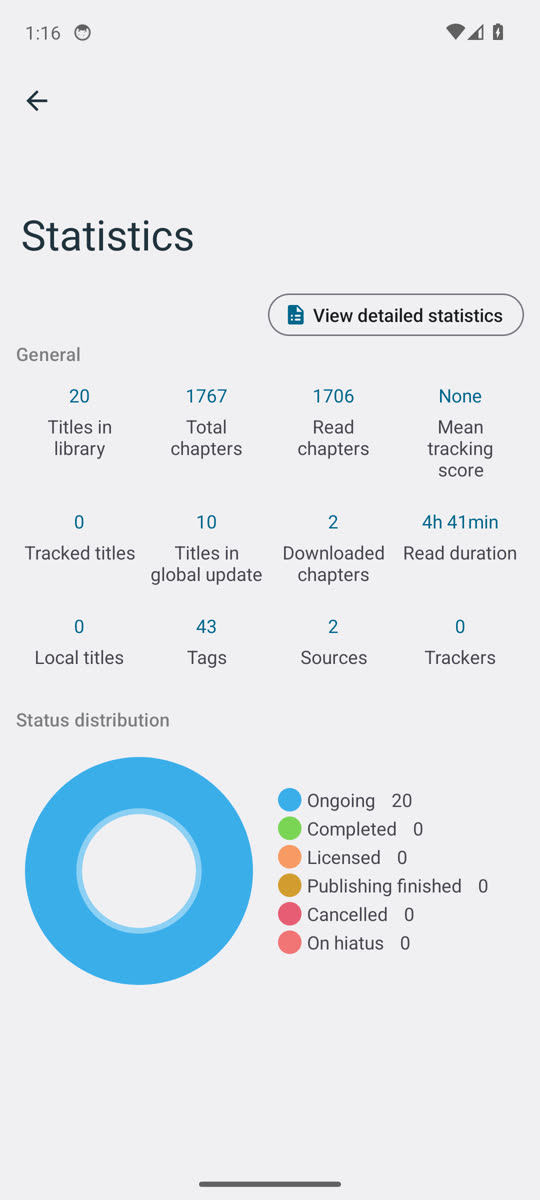 1:16
Statistics
View detailed statistics
General
20
Titles in
library
1767
Total
chapters
1706
Read
chapters
None
Mean
tracking
score
0
Tracked titles
10
Titles in
global update
2
Downloaded
chapters
4h 41min
Read duration
0
Local titles
43
Tags
2
Sources
0
Trackers
Status distribution
Ongoing 20
Completed 0
Licensed 0
Publishing finished 0
Cancelled 0
On hiatus 0